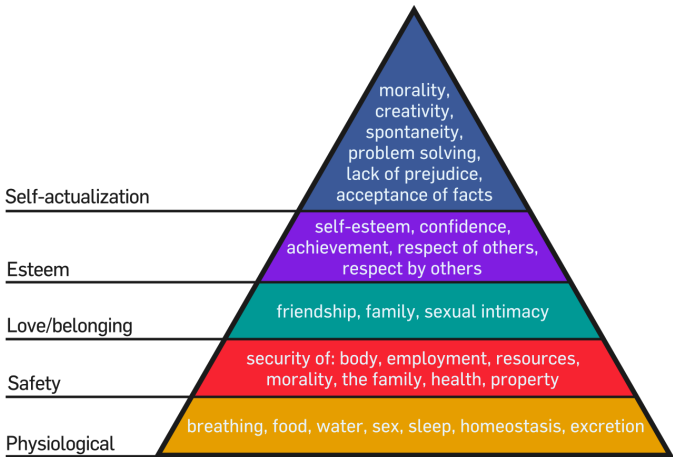 morality,
creativity,
spontaneity,
problem solving,
lack of prejudice,
acceptance of facts
Self-actualization
self-esteem, confidence,
achievement, respect of others,
respect by others
Esteem
friendship, family, sexual intimacy
Love/belonging
security of: body, employment, resources,
morality, the family, health, property
Safety
breathing, food, water, sex, sleep, homeostasis, excretion
Physiological